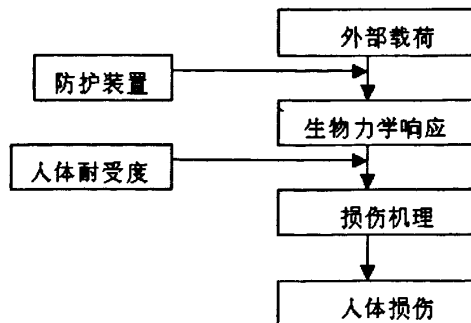 外部载荷
防护装置
生物力学响应
人体耐受度
损伤机理
人体损伤